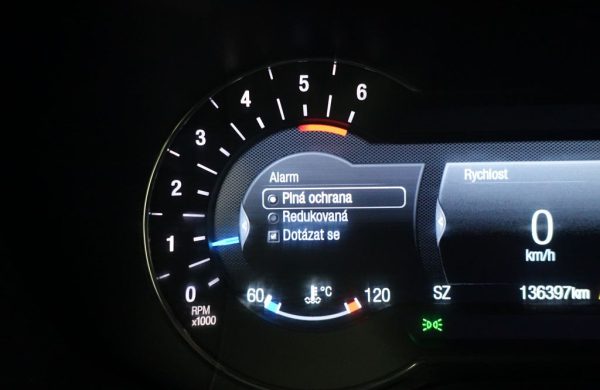 6
5
4
3
2
1
0
RPM
x1000
Alarm
Plná ochrana
Redukovaná
Dotázat se
60 °C 120
Rychlost
0
km/h
SZ 136397km